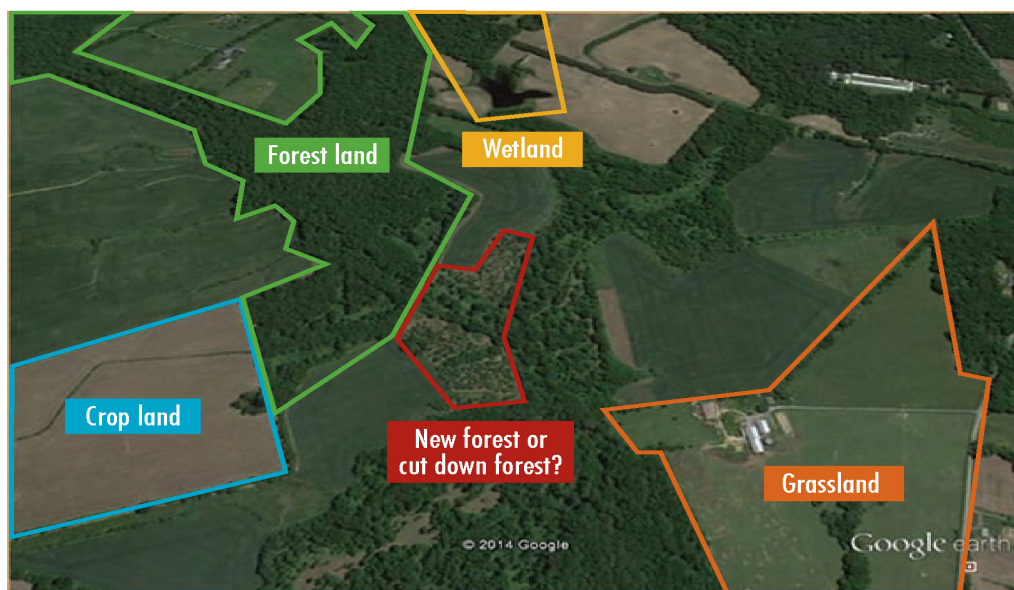 Forest land
Wetland
Crop land
New forest or
cut down forest?
Grassland
© 2014 Google
Google earth